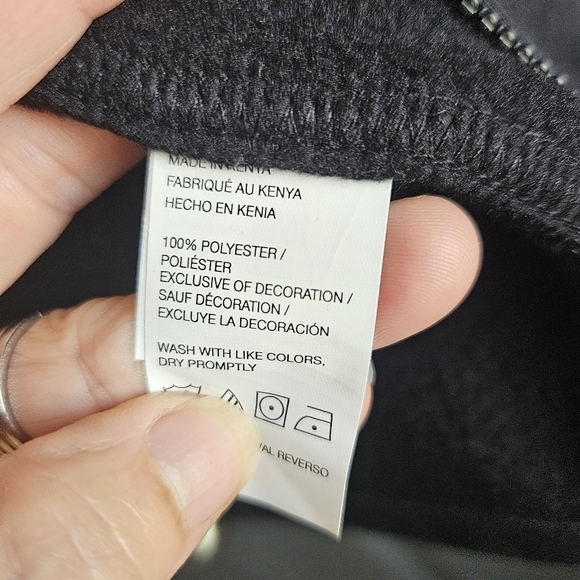 MADE IN KENYA
FABRIQUÉ AU KENYA
HECHO EN KENIA
100% POLYESTER /
POLIÉSTER
EXCLUSIVE OF DECORATION /
SAUF DÉCORATION /
EXCLUYE LA DECORACIÓN
WASH WITH LIKE COLORS,
DRY PROMPTLY
REVERSO